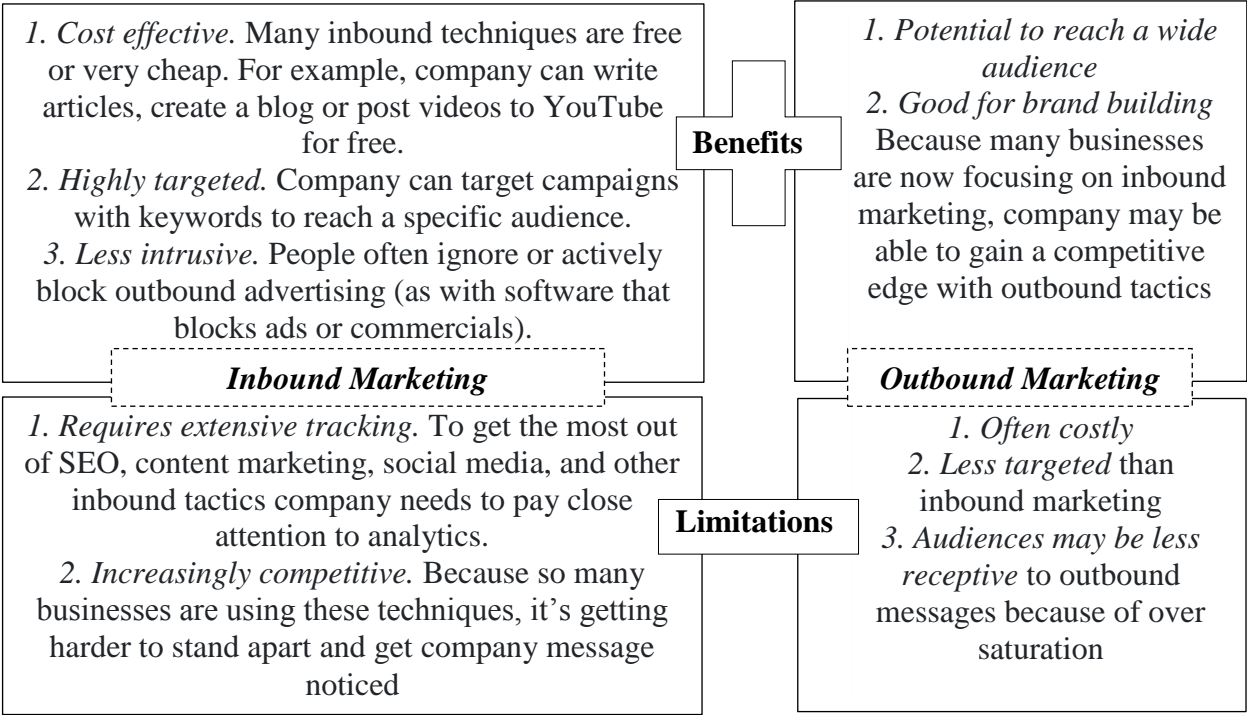 1. Cost effective. Many inbound techniques are free
or very cheap. For example, company can write
articles, create a blog or post videos to YouTube
for free.
2. Highly targeted. Company can target campaigns
with keywords to reach a specific audience.
3. Less intrusive. People often ignore or actively
block outbound advertising (as with software that
blocks ads or commercials).
Benefits
1. Potential to reach a wide
audience
2. Good for brand building
Because many businesses
are now focusing on inbound
marketing, company may be
able to gain a competitive
edge with outbound tactics
Inbound Marketing
Outbound Marketing
1. Requires extensive tracking. To get the most out
of SEO, content marketing, social media, and other
inbound tactics company needs to pay close
attention to analytics.
2. Increasingly competitive. Because so many
businesses are using these techniques, it's getting
harder to stand apart and get company message
noticed
Limitations
1. Often costly
2. Less targeted than
inbound marketing
3. Audiences may be less
receptive to outbound
messages because of over
saturation